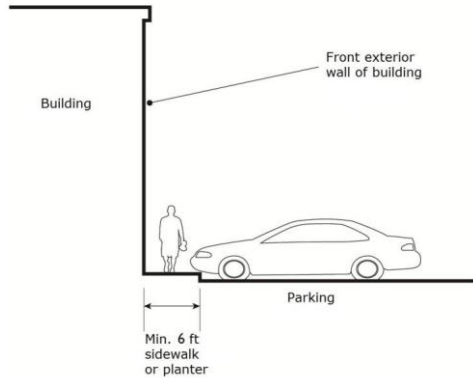 Front exterior
wall of building
Building
Parking
Min. 6 ft
sidewalk
or planter